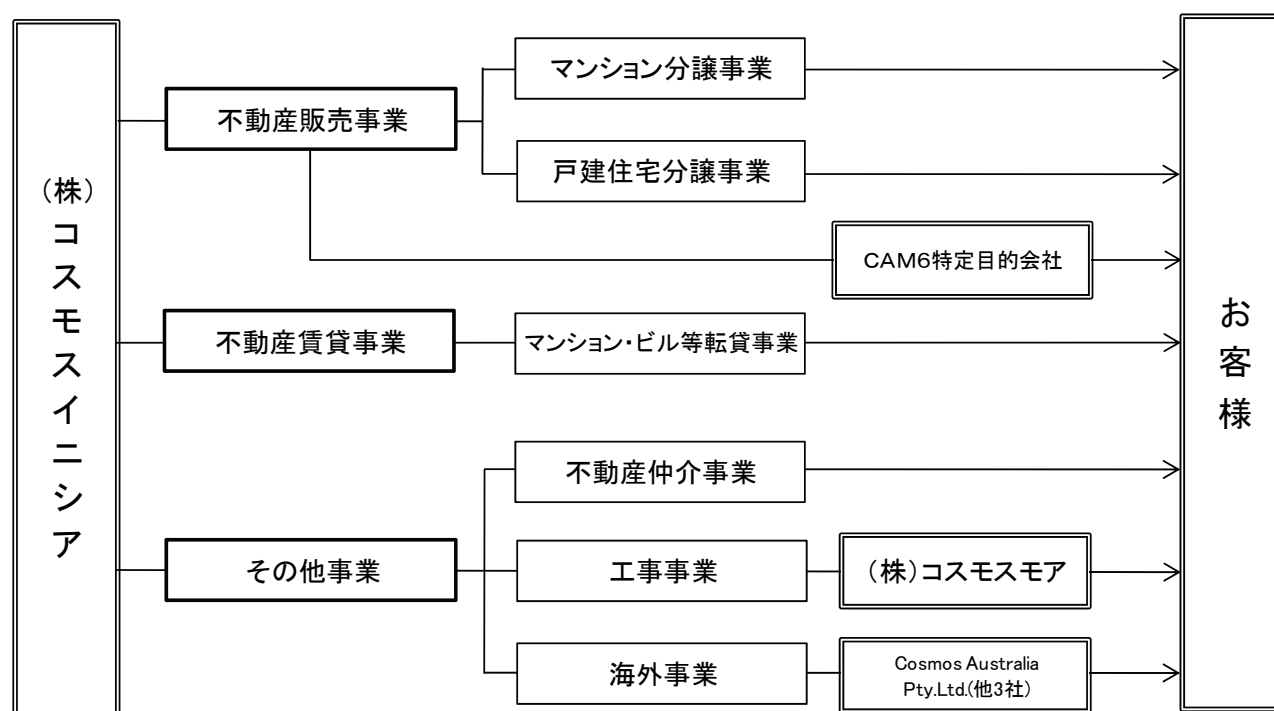 (株)コスモスイニシア
不動産販売事業
マンション分譲事業
戸建住宅分譲事業
CAM6特定目的会社
不動産賃貸事業
マンション・ビル等転貸事業
その他事業
不動産仲介事業
工事事業
(株)コスモスモア
海外事業
Cosmos Australia
Pty.Ltd.(他3社)
お客様